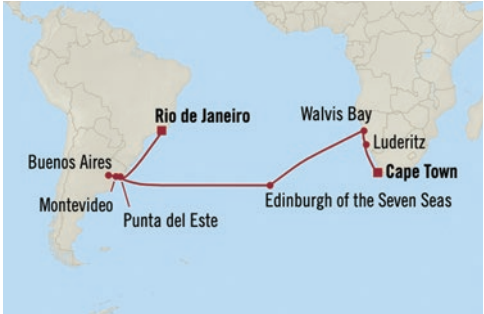 Rio de Janeiro
Walvis Bay
Luderitz
Buenos Aires
Cape Town
Montevideo
Edinburgh of the Seven Seas
Punta del Este